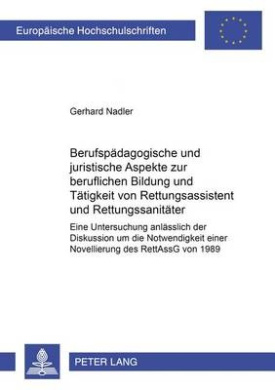 Europäische Hochschulschriften
Gerhard Nadler
Berufspädagogische und
juristische Aspekte zur
beruflichen Bildung und
Tätigkeit von Rettungsassistent
und Rettungssanitäter
Eine Untersuchung anlässlich der
Diskussion um die Notwendigkeit einer
Novellierung des RettAssG von 1989
PETER LANG